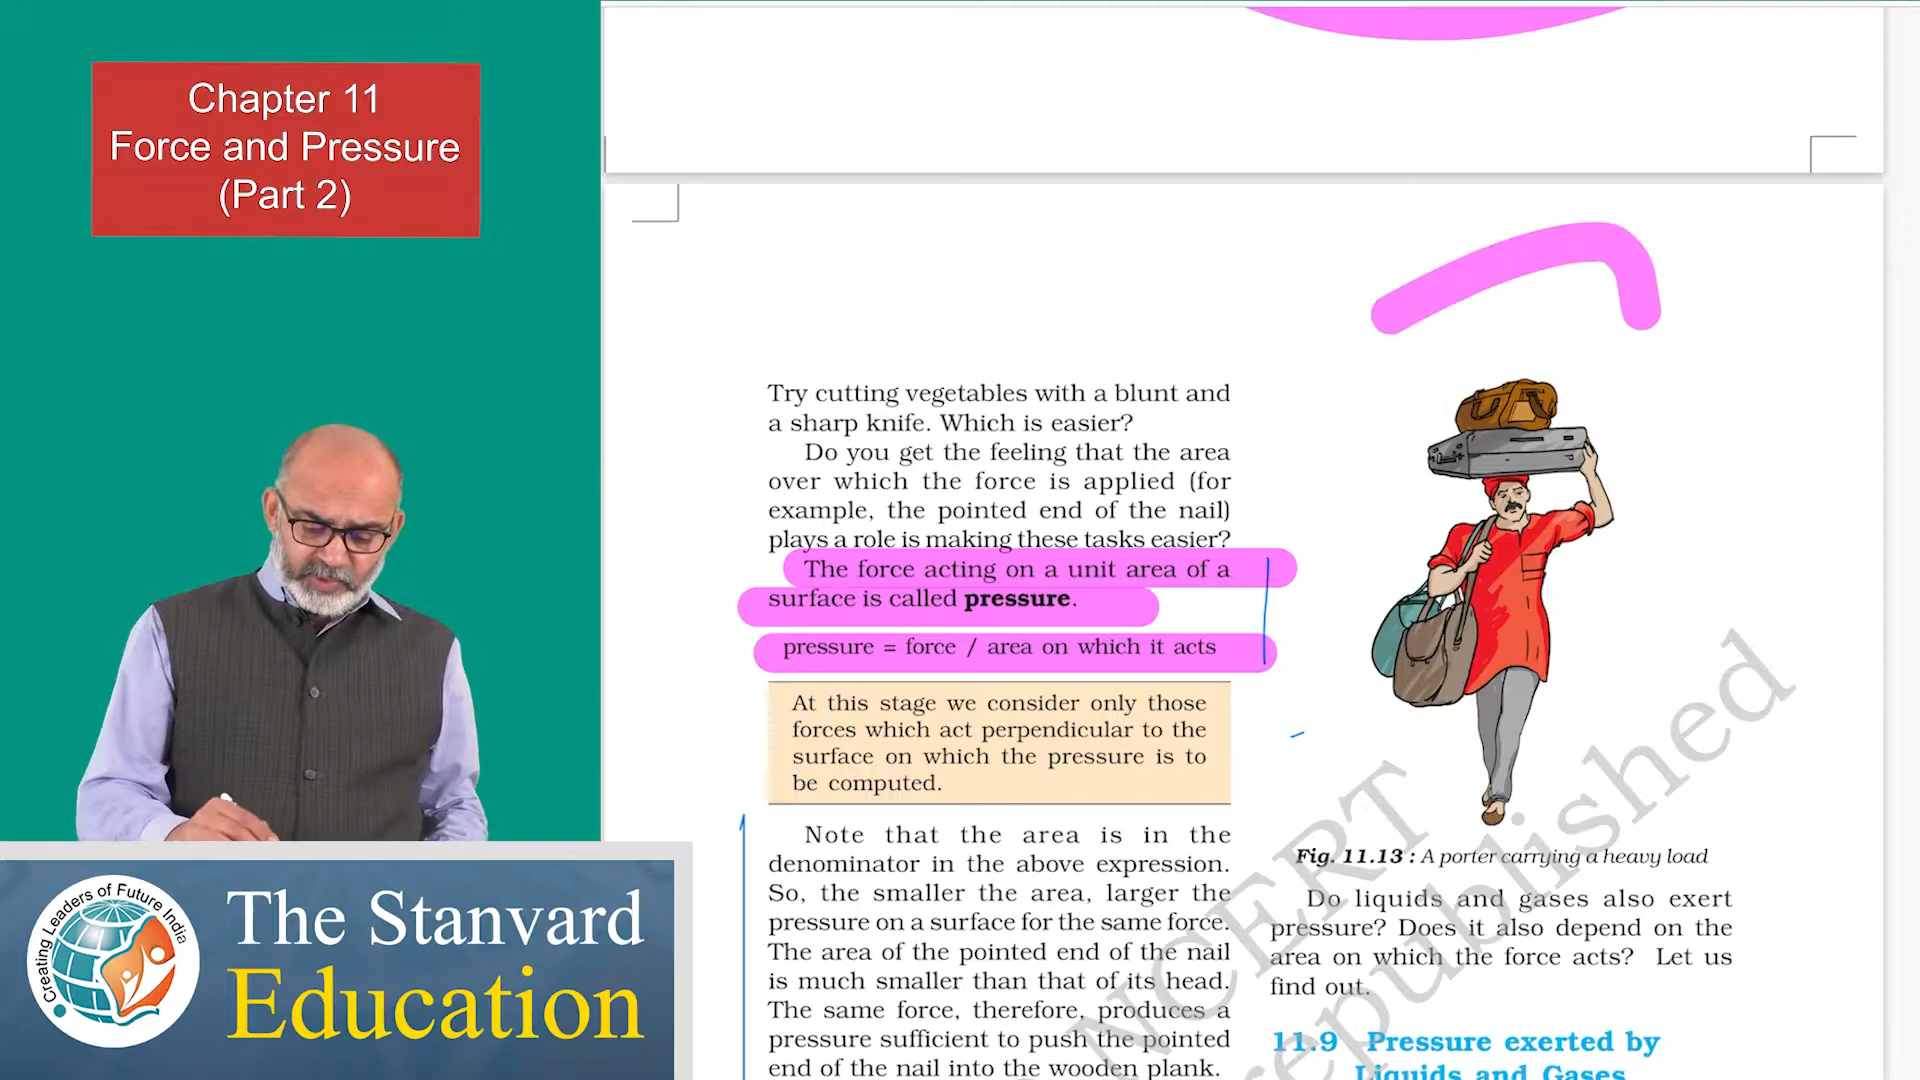 Chapter 11
Force and Pressure
(Part 2)
Try cutting vegetables with a blunt and
a sharp knife. Which is easier?
Do you get the feeling that the area
over which the force is applied (for
example, the pointed end of the nail)
plays a role is making these tasks easier?
The force acting on a unit area of a
surface is called pressure.
pressure = force / area on which it acts
At this stage we consider only those
forces which act perpendicular to the
surface on which the pressure is to
be computed.
Note that the area is in the
denominator in the above expression.
So, the smaller the area, larger the
pressure on a surface for the same force.
The area of the pointed end of the nail
is much smaller than that of its head.
The same force, therefore, produces a
pressure sufficient to push the pointed
end of the nail into the wooden plank.
Fig. 11.13 : A porter carrying a heavy load
Do liquids and gases also exert
pressure? Does it also depend on the
area on which the force acts? Let us
find out.
11.9 Pressure exerted by
Liquids and Gases
NCERT
republished
Creating Leaders of Future India
The Stanvard
Education